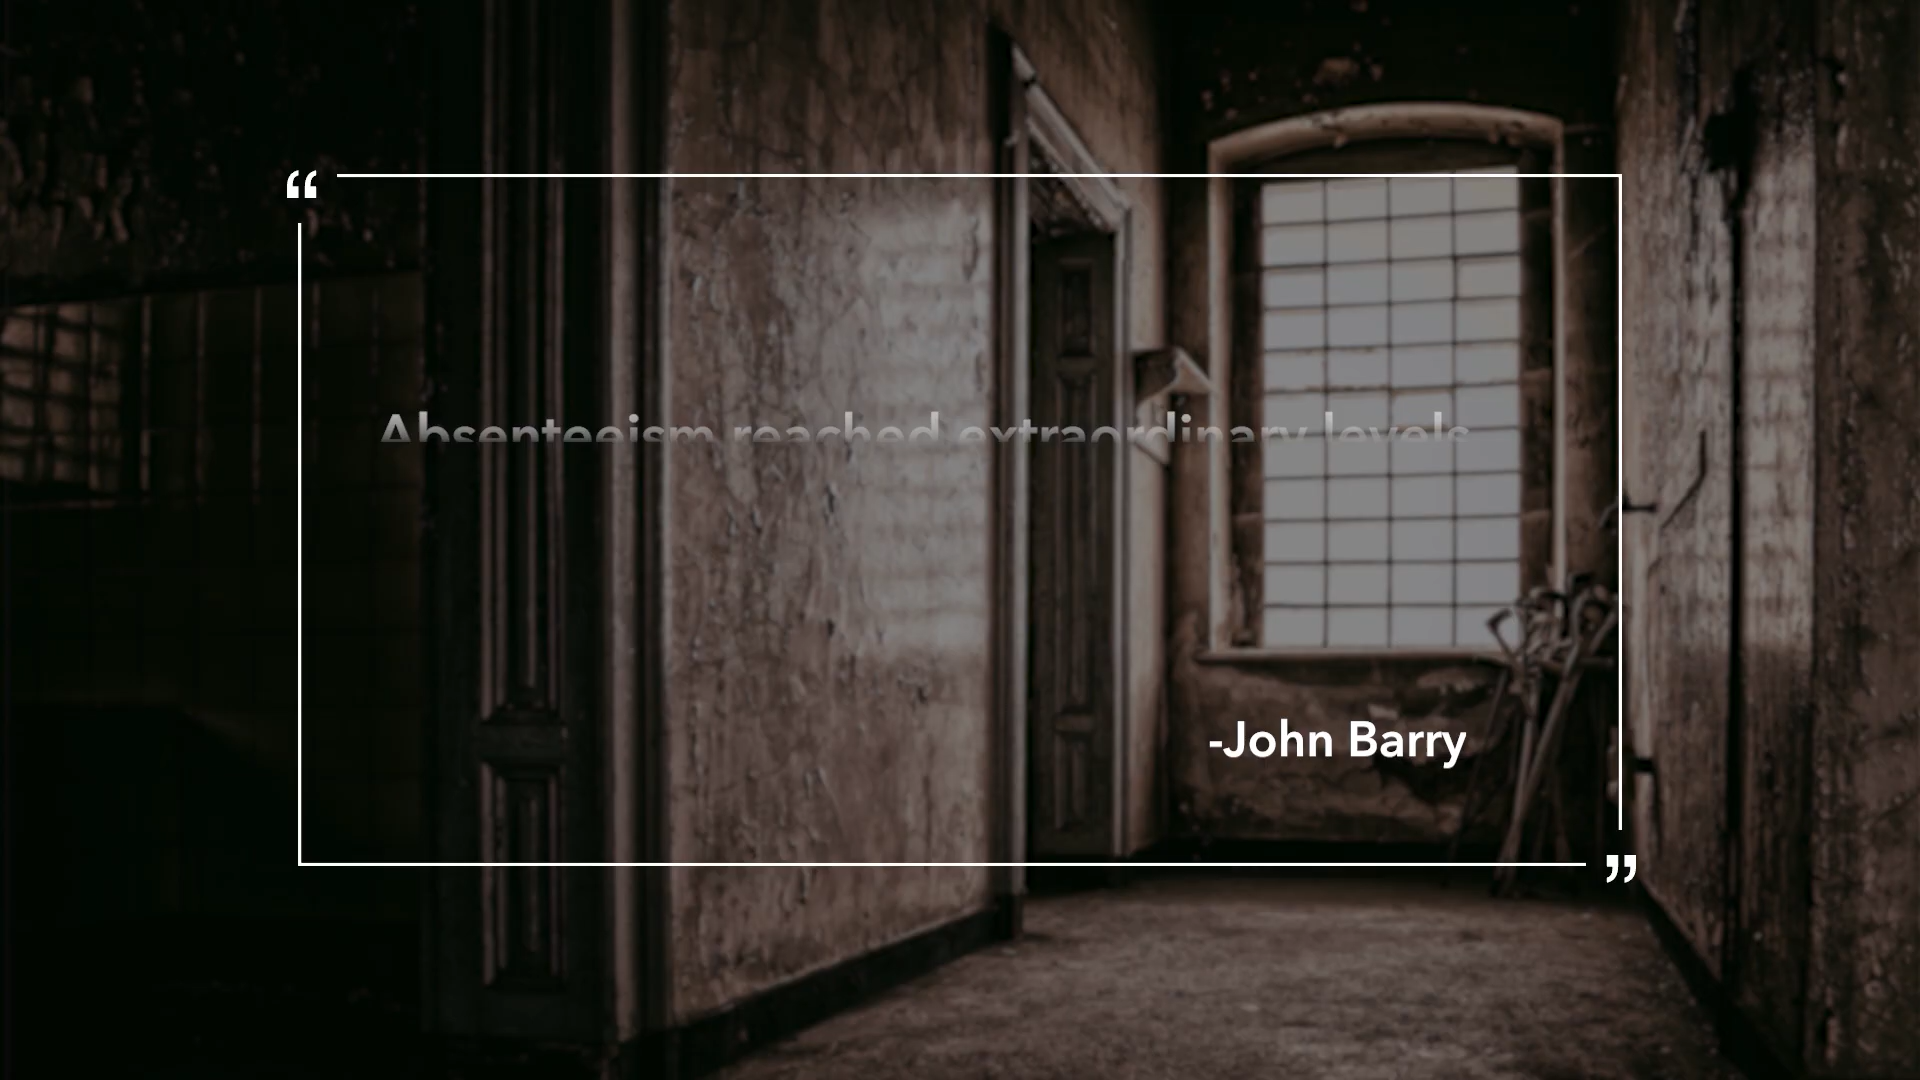 “
Absenteeism reached extraordinary levels
-John Barry
”